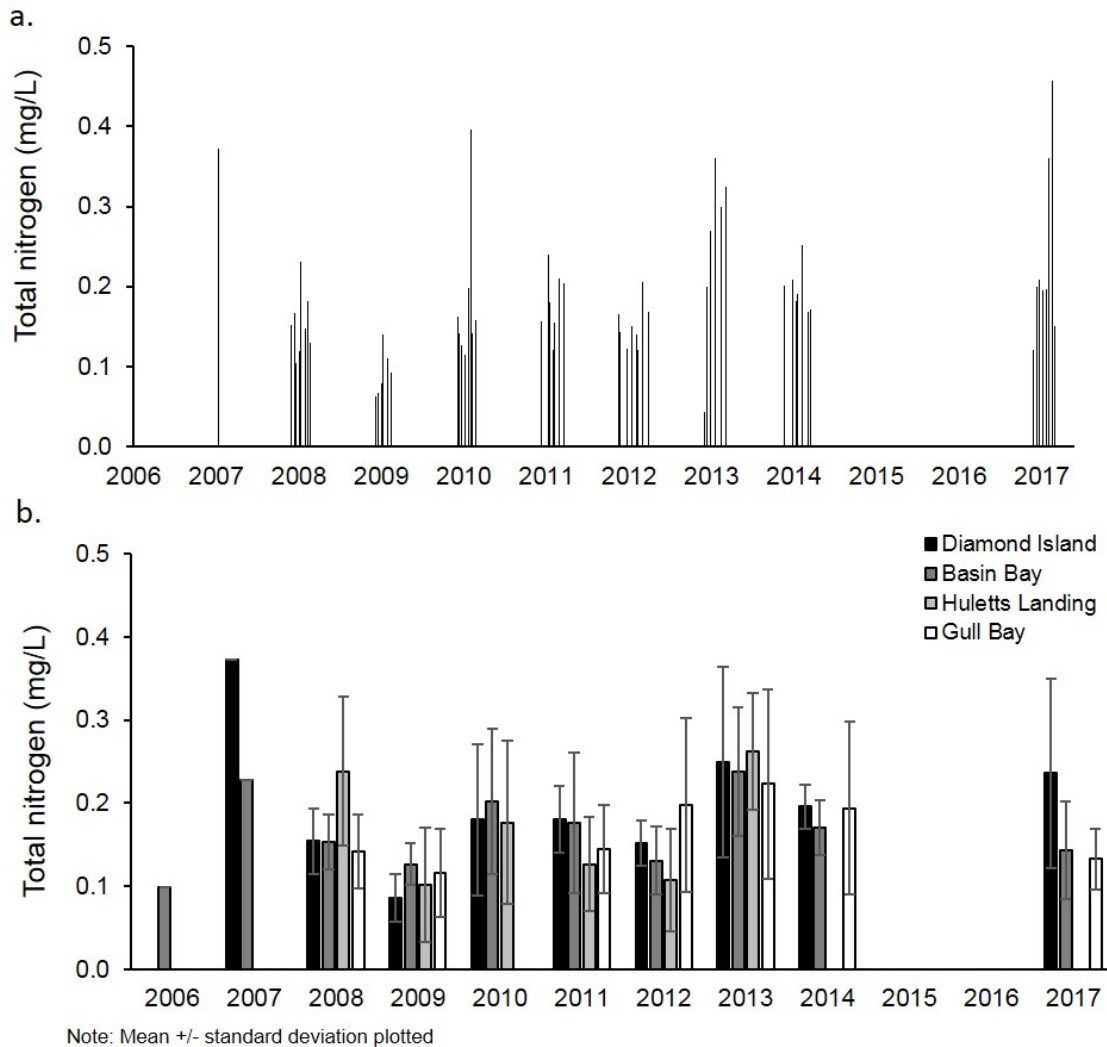 a.
Total nitrogen (mg/L)
0.5
0.4
0.3
0.2
0.1
0.0
2006 2007 2008 2009 2010 2011 2012 2013 2014 2015 2016 2017
b.
Total nitrogen (mg/L)
0.5
0.4
0.3
0.2
0.1
0.0
Diamond Island
Basin Bay
Huletts Landing
Gull Bay
2006 2007 2008 2009 2010 2011 2012 2013 2014 2015 2016 2017
Note: Mean +/- standard deviation plotted